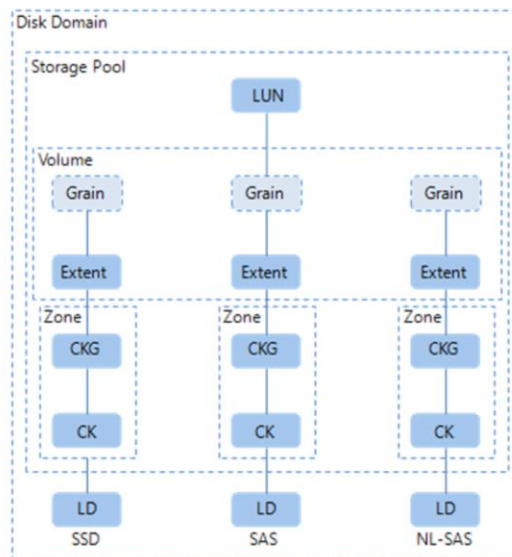 Disk Domain
Storage Pool
LUN
Volume
Grain Grain Grain
Extent Extent Extent
Zone Zone Zone
CKG CKG CKG
CK CK CK
LD LD LD
SSD SAS NL-SAS